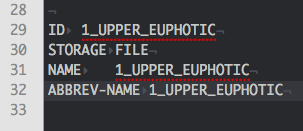 28
29 ID 1_UPPER_EUPHOTIC
30 STORAGE FILE
31 NAME 1_UPPER_EUPHOTIC
32 ABBREV-NAME 1_UPPER_EUPHOTIC
33